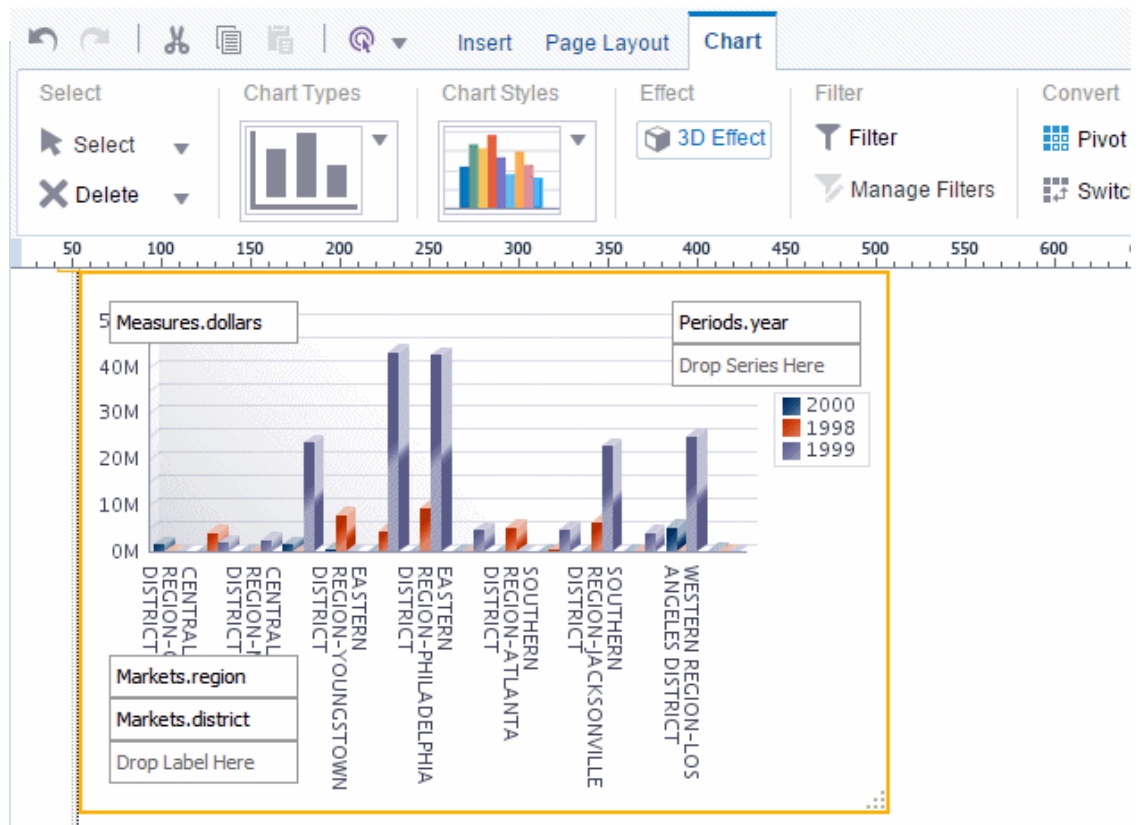 Insert Page Layout Chart
Select Chart Types Chart Styles Effect Filter Convert
Select 3D Effect Filter Pivot
Delete Manage Filters
50 100 150 200 250 300 350 400 450 500 550 600
Measures.dollars
Periods.year
Drop Series Here
40M
30M
20M
10M
0M
2000
1998
1999
CENTRAL
DISTRICT
CENTRAL
DISTRICT
EASTERN
REGION-YOUNGSTOWN
DISTRICT
EASTERN
REGION-PHILADELPHIA
DISTRICT
SOUTHERN
REGION-ATLANTA
DISTRICT
SOUTHERN
REGION-JACKSONVILLE
DISTRICT
WESTERN REGION-LOS
ANGELES DISTRICT
Markets.region
Markets.district
Drop Label Here